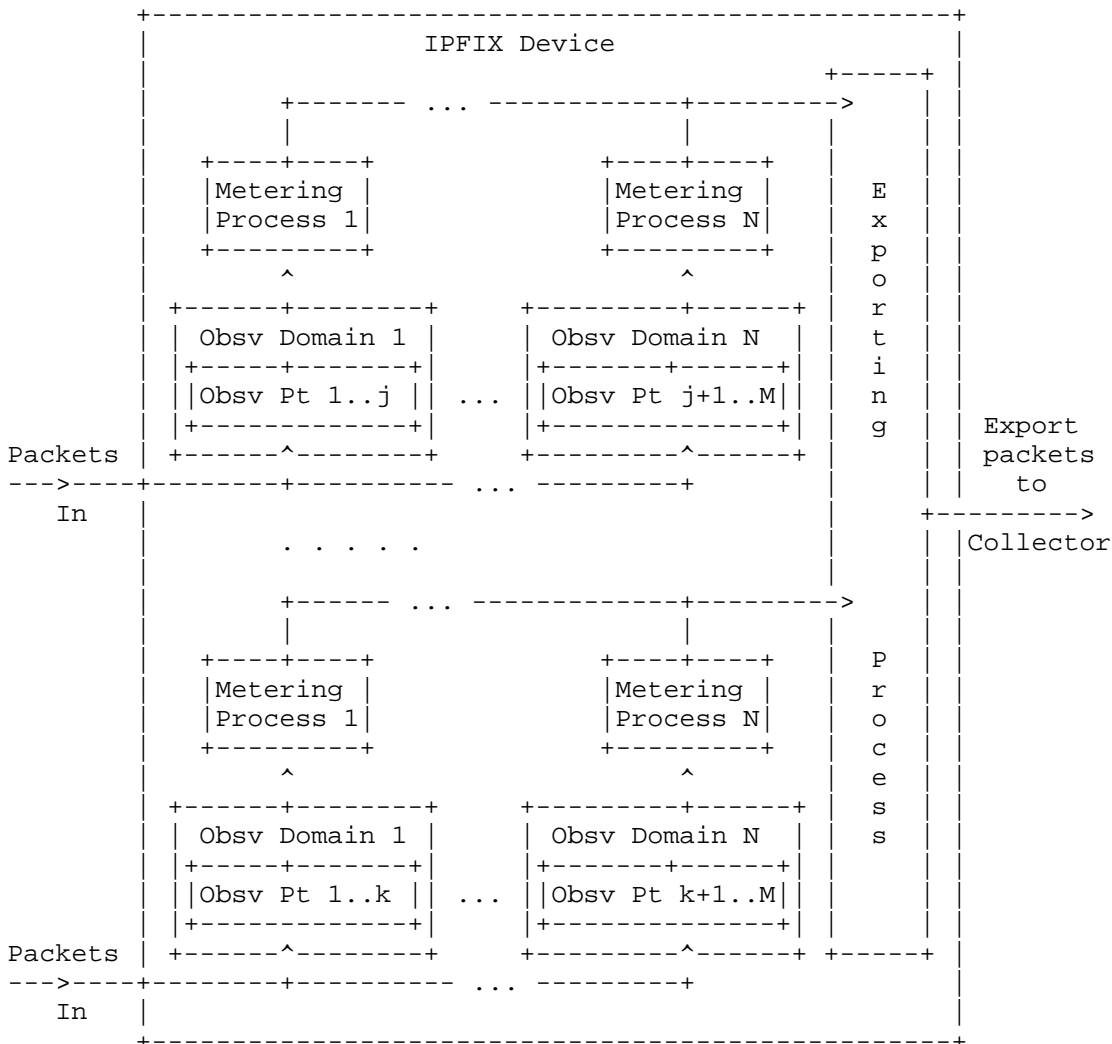 IPFIX Device
...
Metering Metering
Process 1 Process N
Exporting
Obsv Domain 1 Obsv Domain N
Obsv Pt 1..j ... Obsv Pt j+1..M
Packets
In
...
Export
packets
to
Collector
. . . . .
...
Metering Metering
Process 1 Process N
Process
Obsv Domain 1 Obsv Domain N
Obsv Pt 1..k ... Obsv Pt k+1..M
Packets
In
...